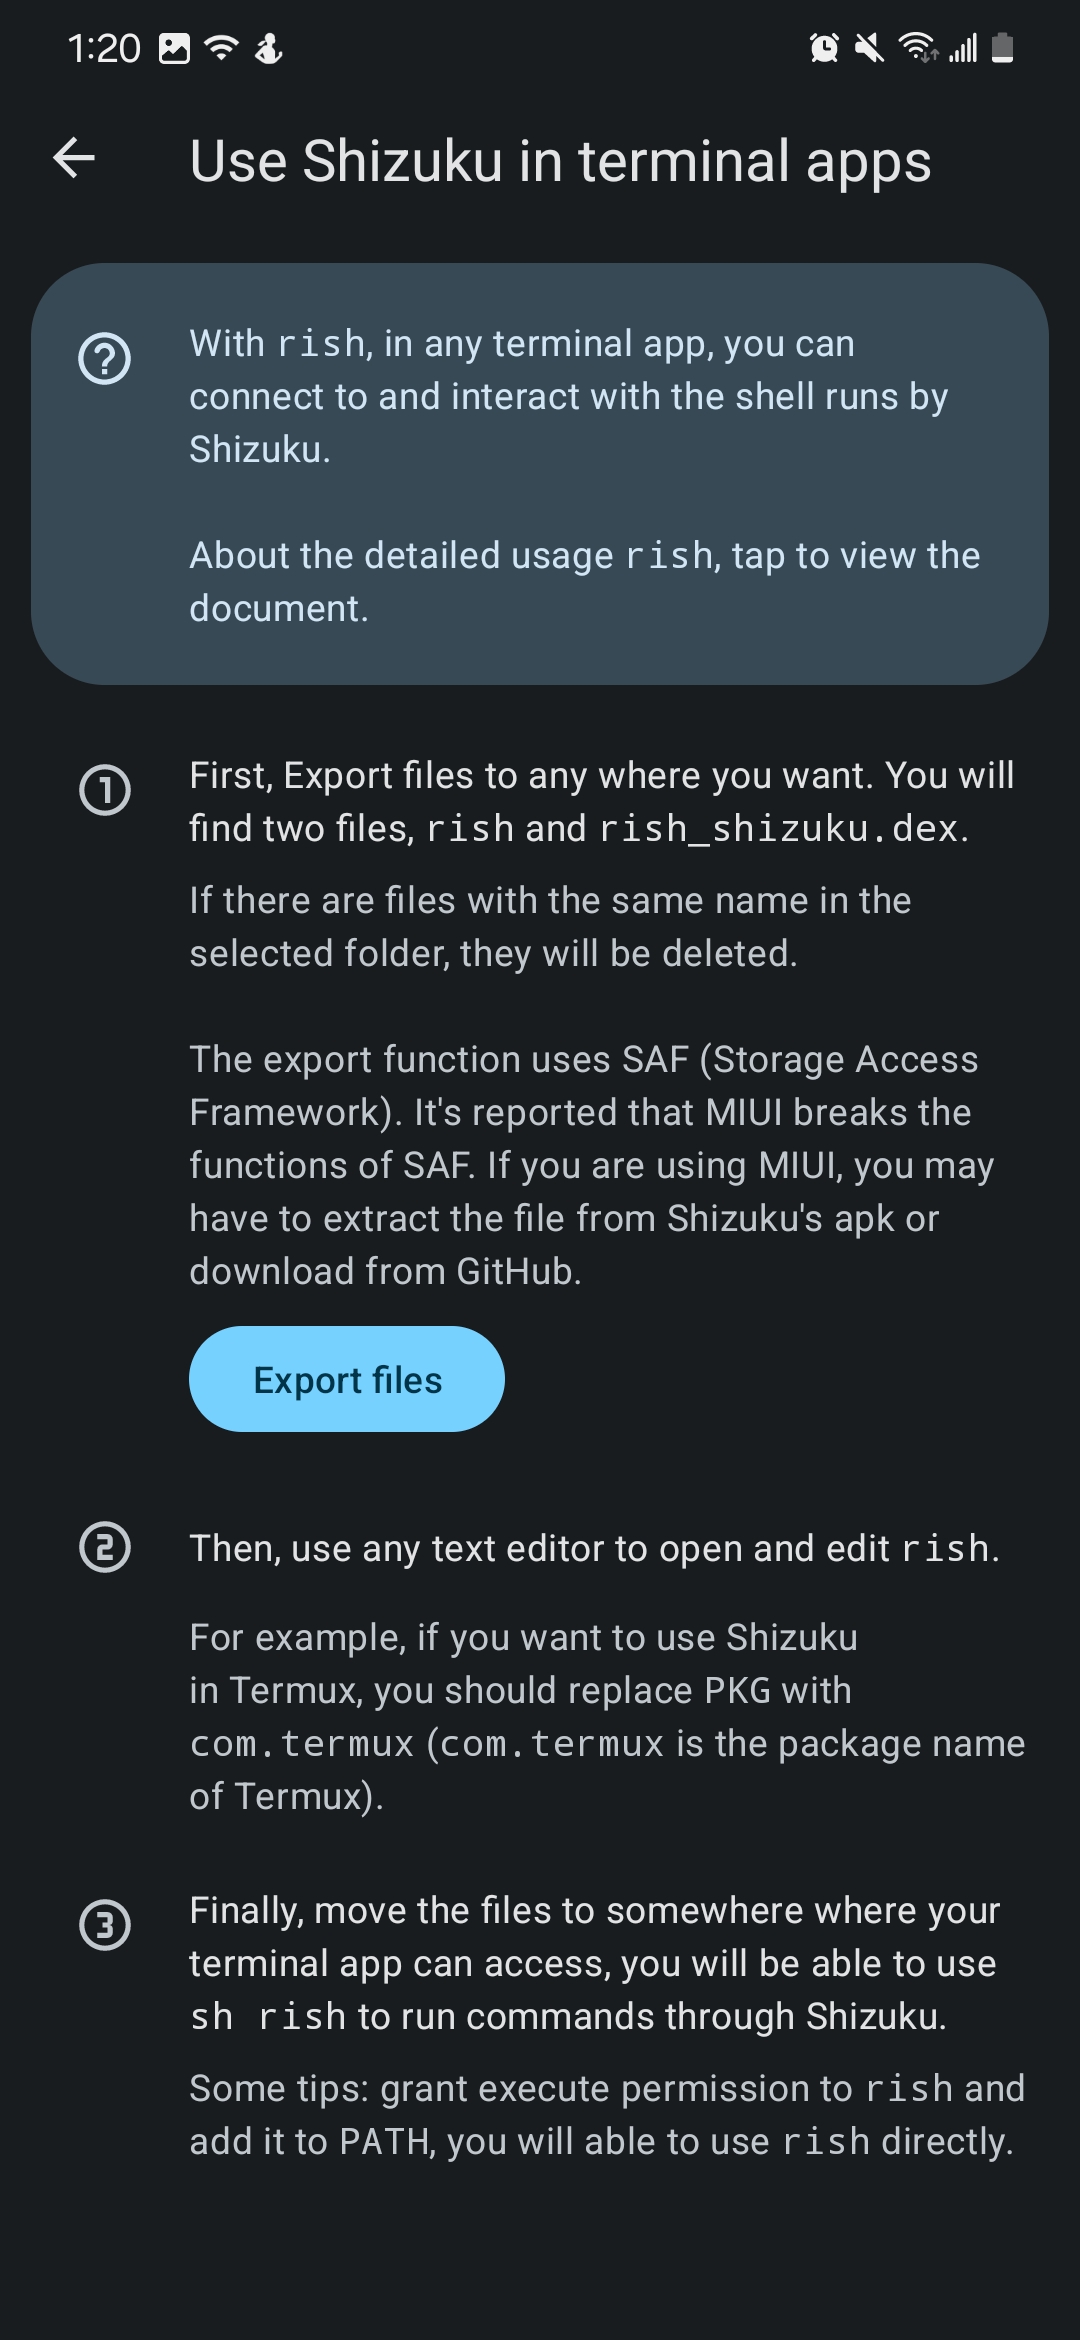 1:20
Use Shizuku in terminal apps
With rish, in any terminal app, you can
connect to and interact with the shell runs by
Shizuku.
About the detailed usage rish, tap to view the
document.
1
First, Export files to any where you want. You will
find two files, rish and rish_shizuku.dex.
If there are files with the same name in the
selected folder, they will be deleted.
The export function uses SAF (Storage Access
Framework). It's reported that MIUI breaks the
functions of SAF. If you are using MIUI, you may
have to extract the file from Shizuku's apk or
download from GitHub.
Export files
2
Then, use any text editor to open and edit rish.
For example, if you want to use Shizuku
in Termux, you should replace PKG with
com.termux (com.termux is the package name
of Termux).
3
Finally, move the files to somewhere where your
terminal app can access, you will be able to use
sh rish to run commands through Shizuku.
Some tips: grant execute permission to rish and
add it to PATH, you will able to use rish directly.